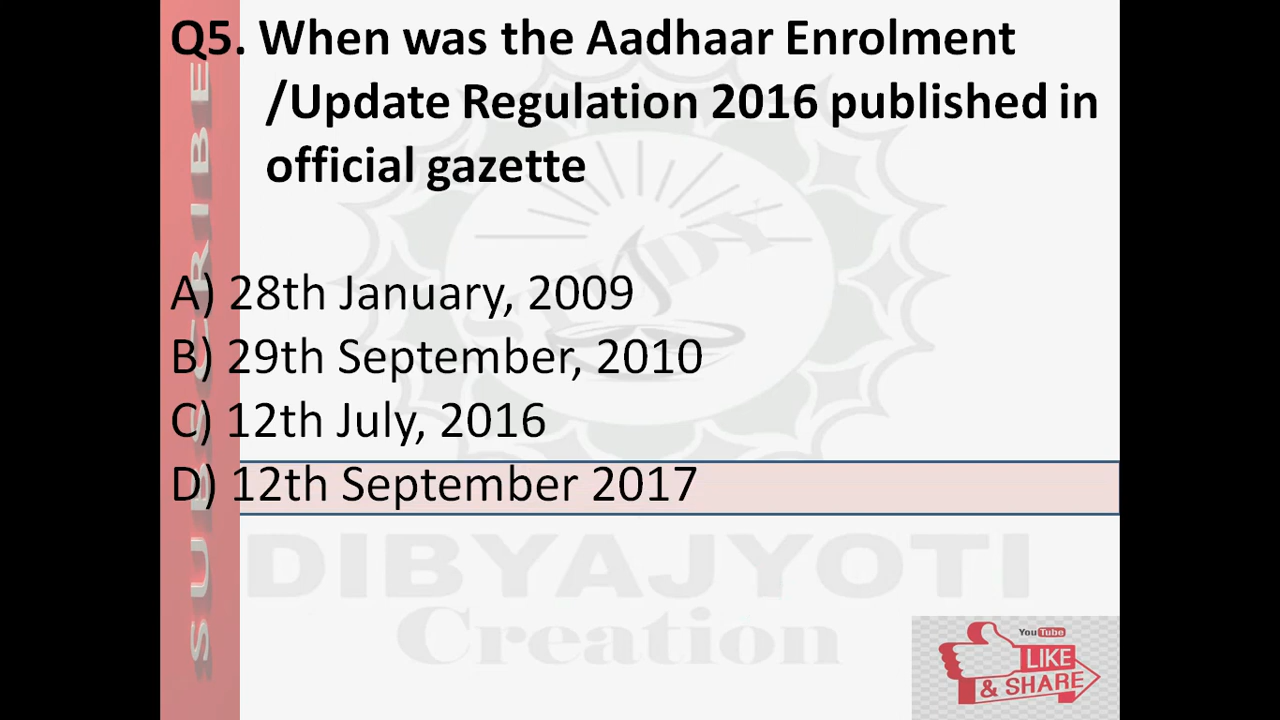 Q5. When was the Aadhaar Enrolment
/Update Regulation 2016 published in
official gazette
A) 28th January, 2009
B) 29th September, 2010
C) 12th July, 2016
D) 12th September 2017
SUBSCRIBE
STUDY
DIBYAJYOTI
Creation
YouTube
LIKE
& SHARE